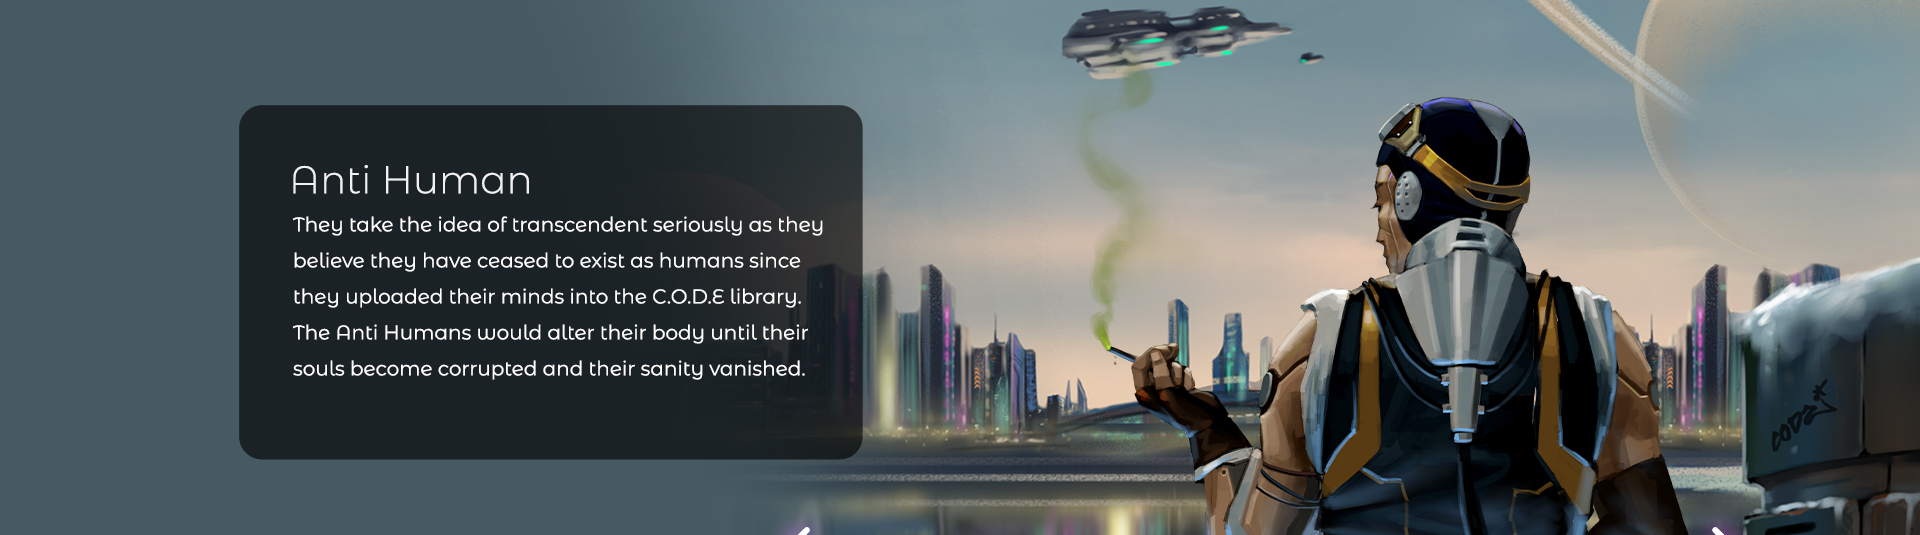 Anti Human
They take the idea of transcendent seriously as they
believe they have ceased to exist as humans since
they uploaded their minds into the C.O.D.E library.
The Anti Humans would alter their body until their
souls become corrupted and their sanity vanished.
CODE